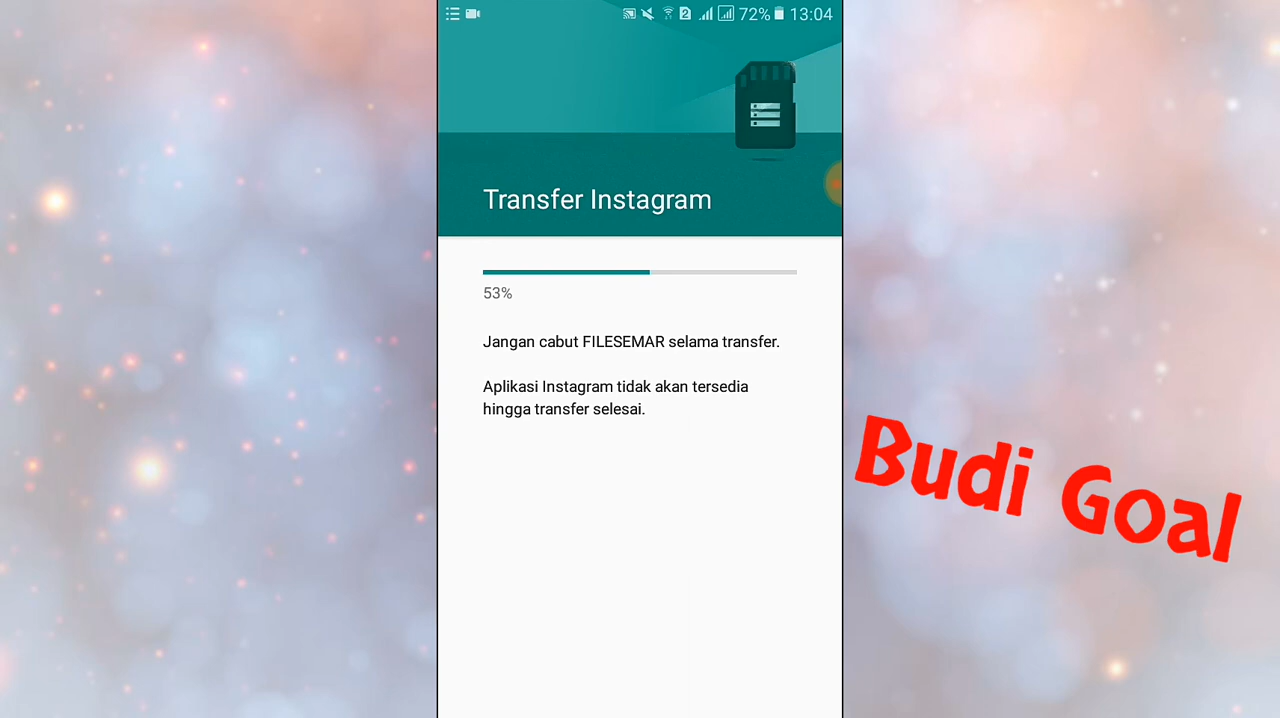 72% 13:04
Transfer Instagram
53%
Jangan cabut FILESEMAR selama transfer.
Aplikasi Instagram tidak akan tersedia
hingga transfer selesai.
Budi Goal